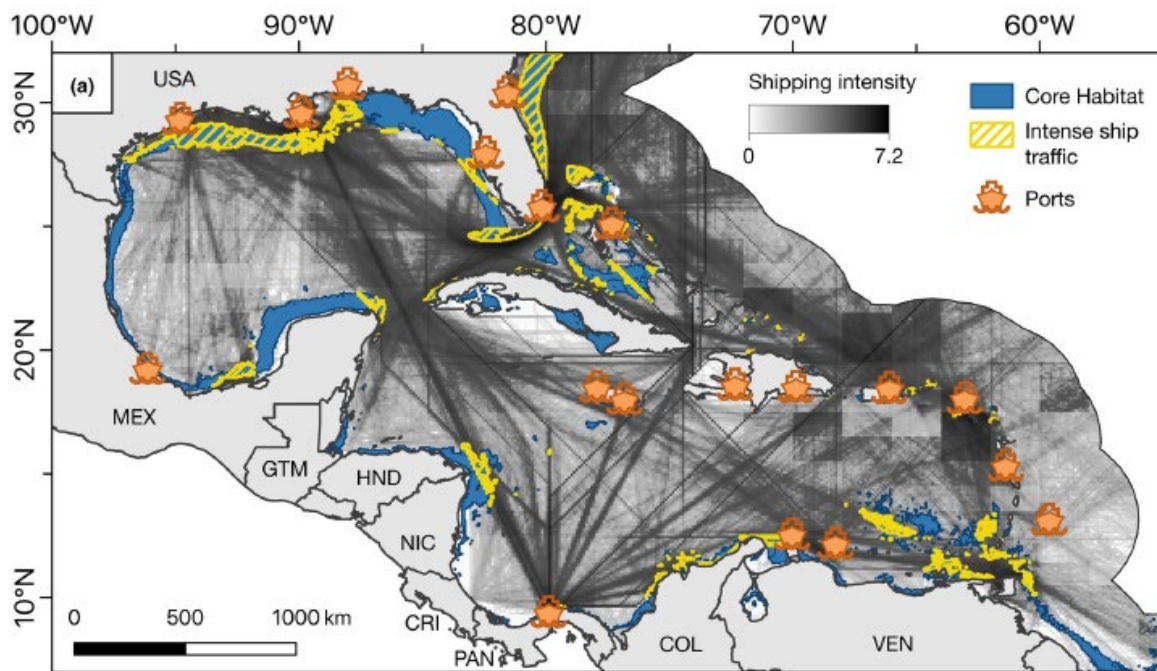 100°W 90°W 80°W 70°W 60°W
(a)
USA
Shipping intensity
0 7.2
Core Habitat
Intense ship
traffic
Ports
30°N
20°N
10°N
MEX
GTM
HND
NIC
CRI
PAN
COL
VEN
0 500 1000 km